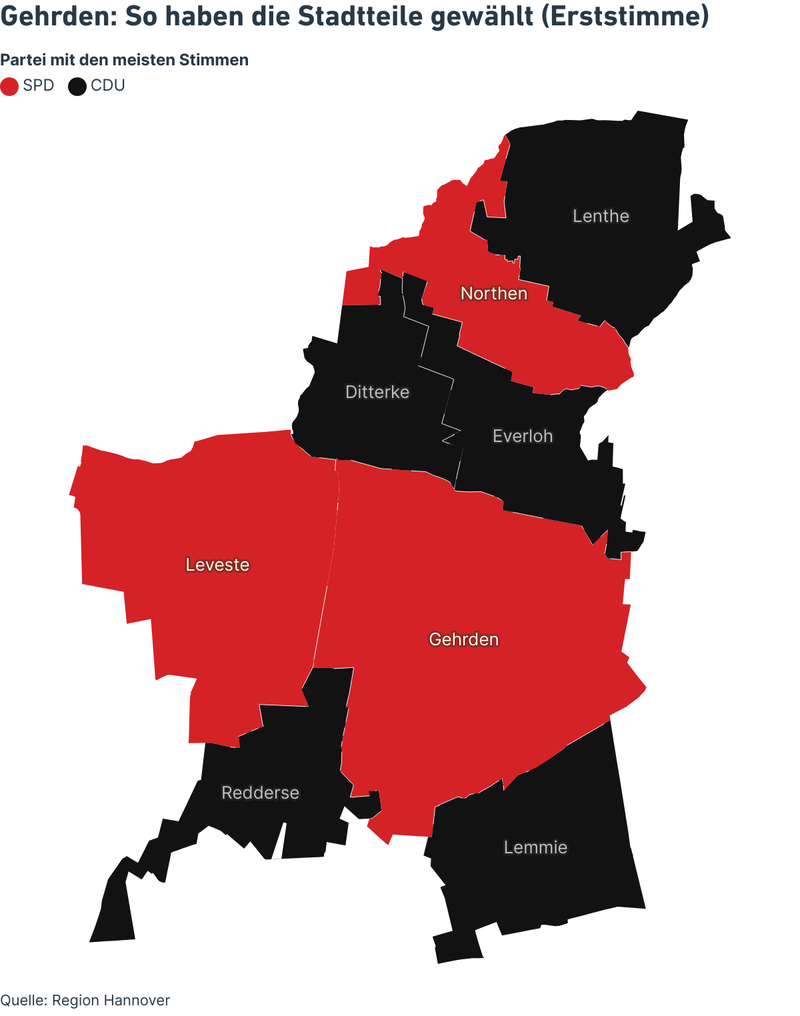 Gehrden: So haben die Stadtteile gewählt (Erststimme)
Partei mit den meisten Stimmen
SPD CDU
Lenthe
Northen
Ditterke
Everloh
Leveste
Gehrden
Redderse
Lemmie
Quelle: Region Hannover